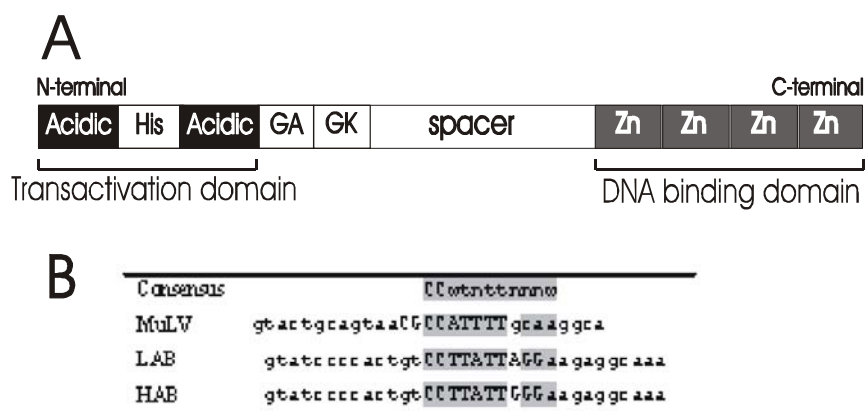 A
N-terminal C-terminal
Acidic His Acidic GA GK spacer Zn Zn Zn Zn
Transactivation domain DNA binding domain
B
Consensus CCwtnttnnnw
MuLV gtactgcagtaaCGCCATTTTgcaaggca
LAB gtatccccactgtCCTTATTAGGaagaggcaaa
HAB gtatccccactgtCCTTATTGGGaagaggcaaa